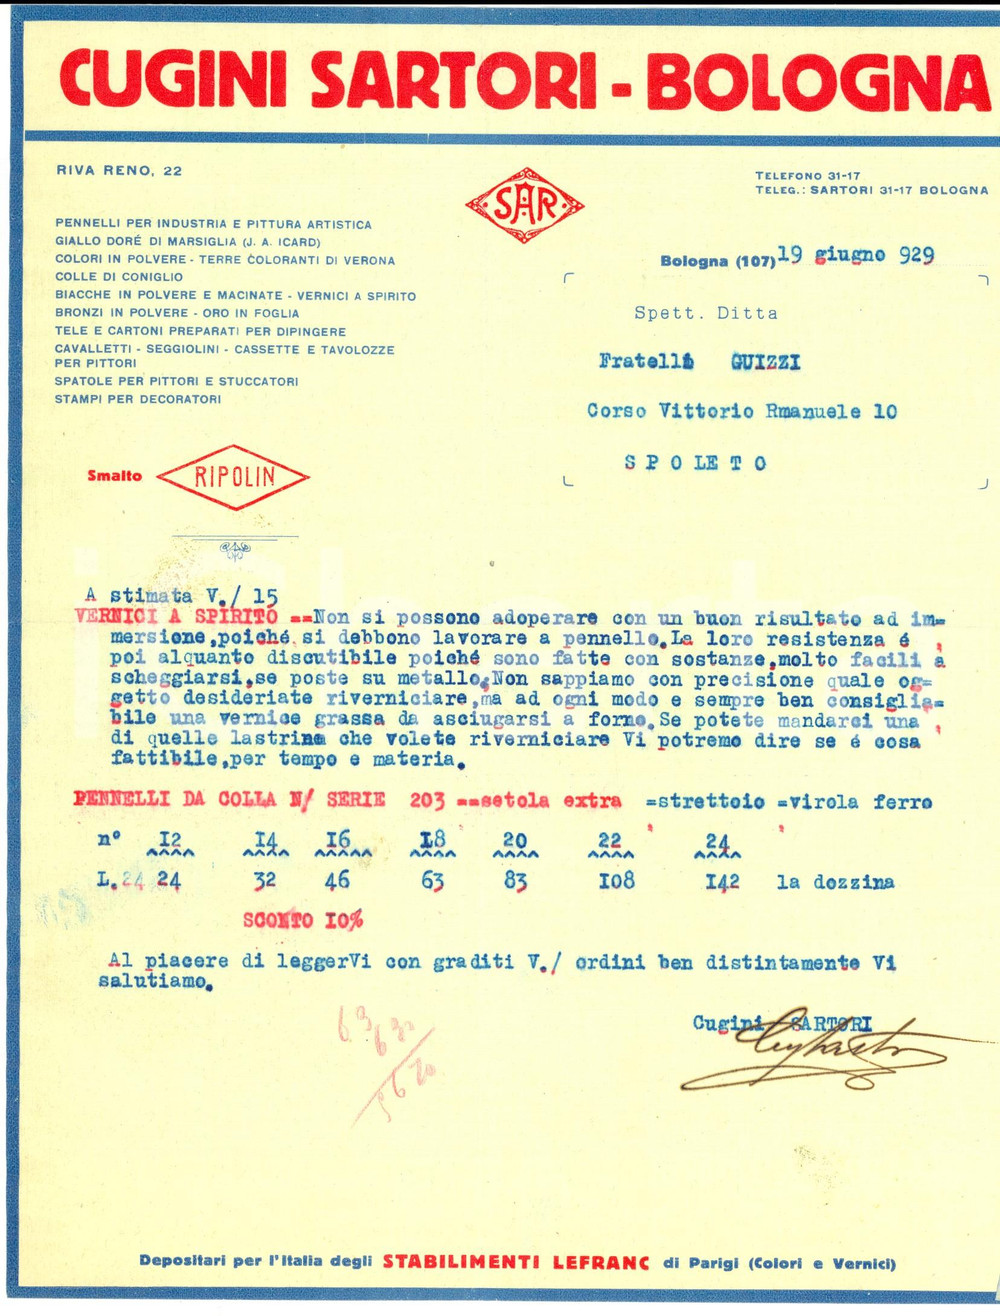 CUGINI SARTORI - BOLOGNA
RIVA RENO, 22
SAR
TELEFONO 31-17
TELEG.: SARTORI 31-17 BOLOGNA
PENNELLI PER INDUSTRIA E PITTURA ARTISTICA
GIALLO DORÉ DI MARSIGLIA (J. A. ICARD)
COLORI IN POLVERE - TERRE COLORANTI DI VERONA
COLLE DI CONIGLIO
BIACCHE IN POLVERE E MACINATE - VERNICI A SPIRITO
BRONZI IN POLVERE - ORO IN FOGLIA
TELE E CARTONI PREPARATI PER DIPINGERE
CAVALLETTI - SEGGIOLINI - CASSETTE E TAVOLOZZE
PER PITTORI
SPATOLE PER PITTORI E STUCCATORI
STAMPI PER DECORATORI
Bologna (107) 19 giugno 929
Spett. Ditta
Fratelli GUIZZI
Corso Vittorio Rmanuele 10
SPOLETO
Smalto RIPOLIN
A stimata V./ 15
VERNICI A SPIRITO ==Non si possono adoperare con un buon risultato ad im=
mersione,poiché si debbono lavorare a pennello.La loro resistenza é
poi alquanto discutibile poiché sono fatte con sostanze,molto facili a
scheggiarsi,se poste su metallo.Non sappiamo con precisione quale og=
getto desideriate riverniciare,ma ad ogni modo e sempre ben consiglia=
bile una vernice grassa da asciugarsi a forno.Se potete mandarci una
di quelle lastrine che volete riverniciare Vi potremo dire se é cosa
fattibile,per tempo e materia.
PENNELLI DA COLLA N/ SERIE 203 ==setola extra =strettoio =virola ferro
n° 12 14 16 18 20 22 24
L. 24 24 32 46 63 83 108 142 la dozzina
SCONTO 10%
Al piacere di leggerVi con graditi V./ ordini ben distintamente Vi
salutiamo.
Cugini SARTORI
63
Depositari per l'Italia degli STABILIMENTI LEFRANC di Parigi (Colori e Vernici)